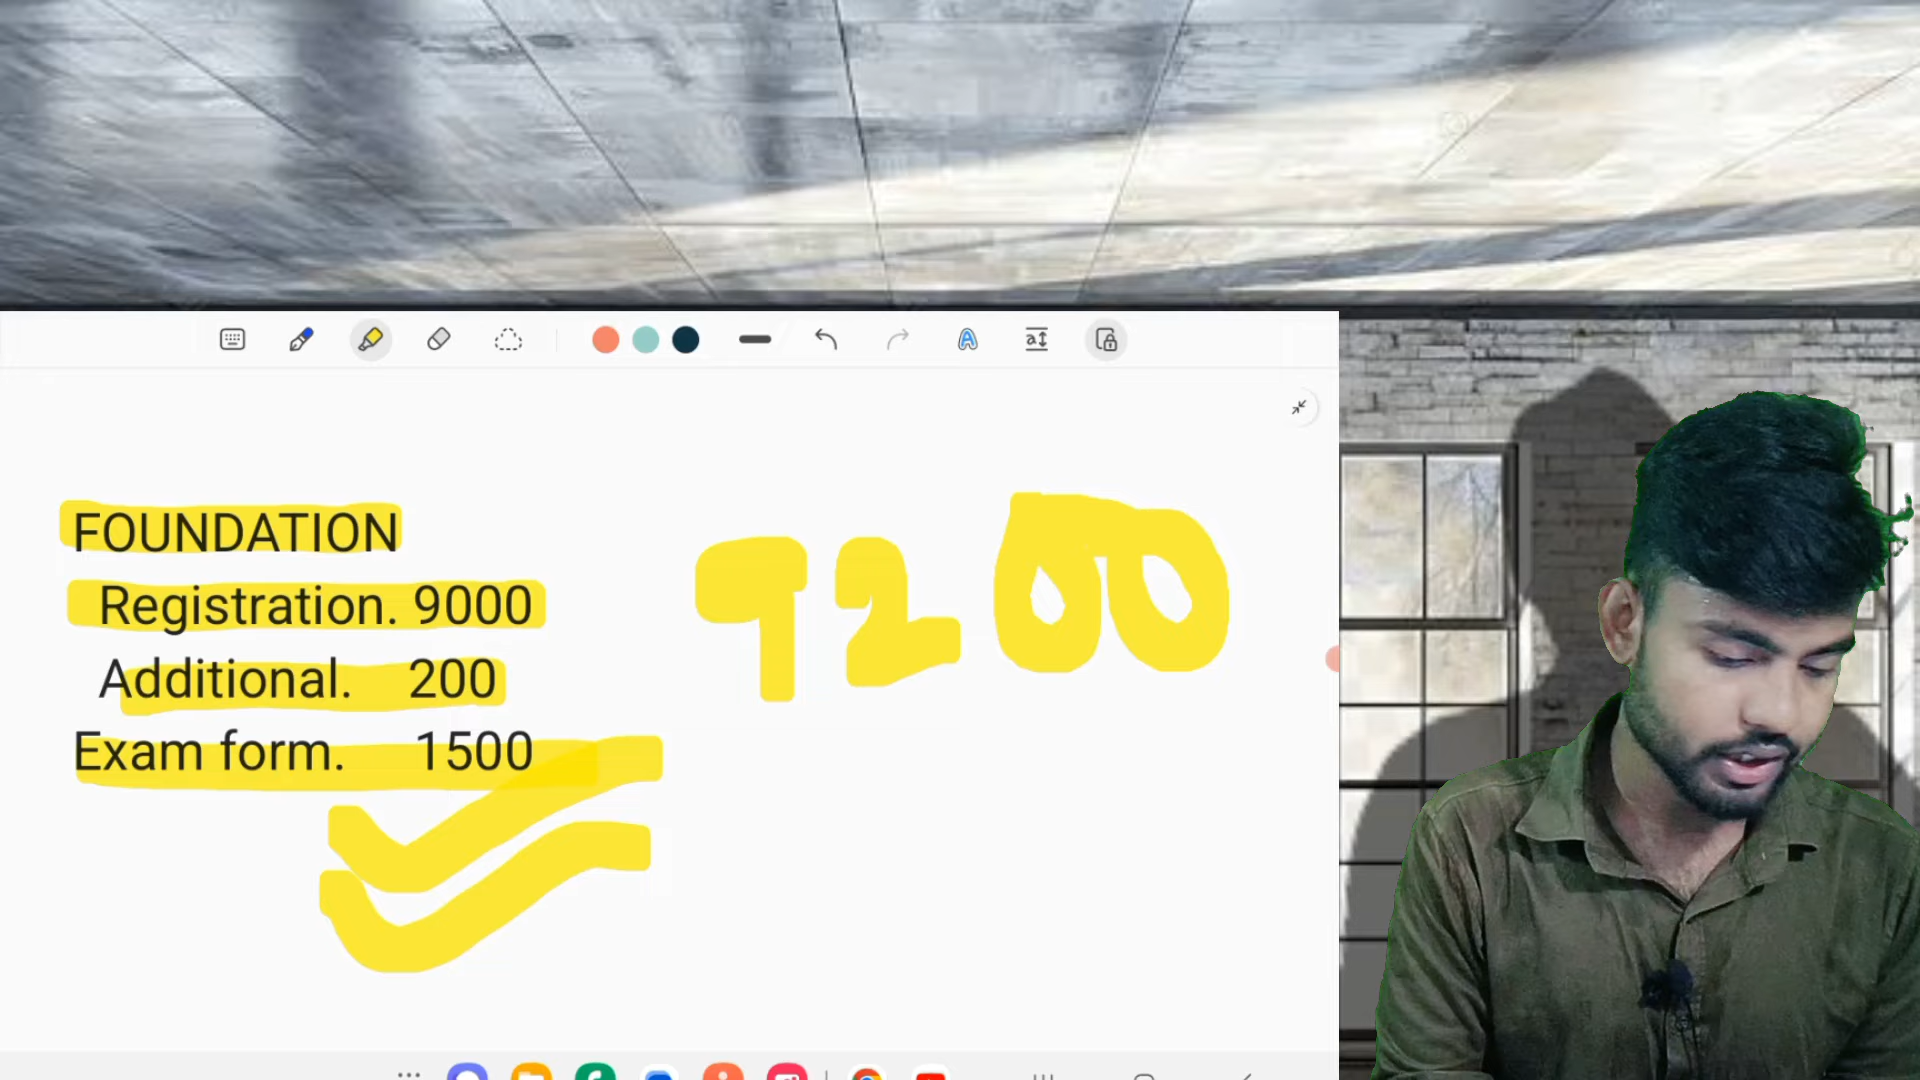 FOUNDATION
Registration. 9000
Additional. 200
Exam form. 1500
9200